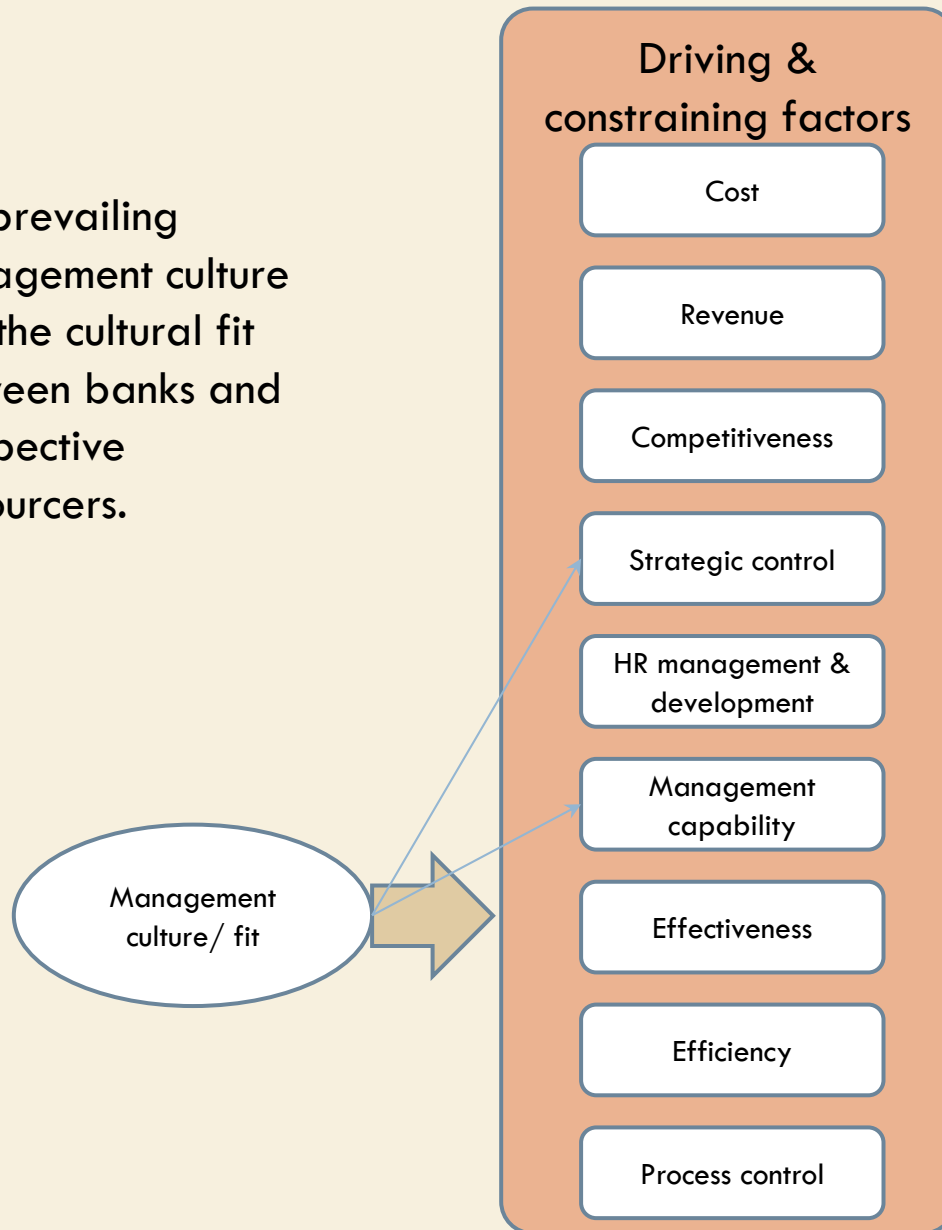 prevailing
agement culture
the cultural fit
een banks and
pective
urcers.
Driving &
constraining factors
Cost
Revenue
Competitiveness
Strategic control
HR management &
development
Management
capability
Management
culture/ fit
Effectiveness
Efficiency
Process control